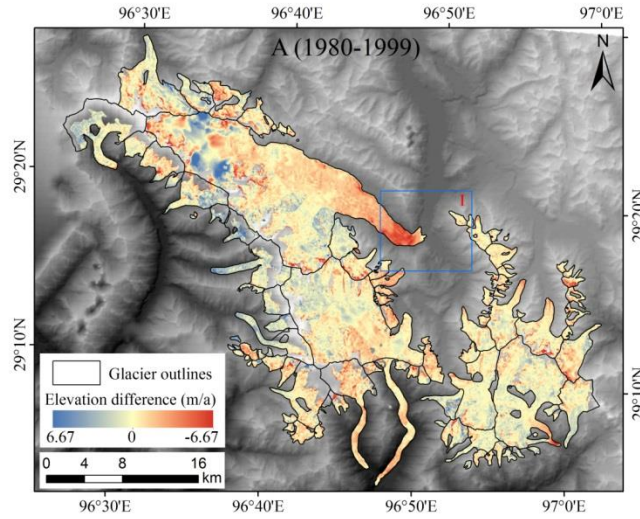 96°30'E 96°40'E 96°50'E 97°0'E
A (1980-1999)
N
29°20'N
1
29°20'N
29°10'N
29°10'N
Glacier outlines
Elevation difference (m/a)
6.67 0 -6.67
0 4 8 16
km
96°30'E 96°40'E 96°50'E 97°0'E